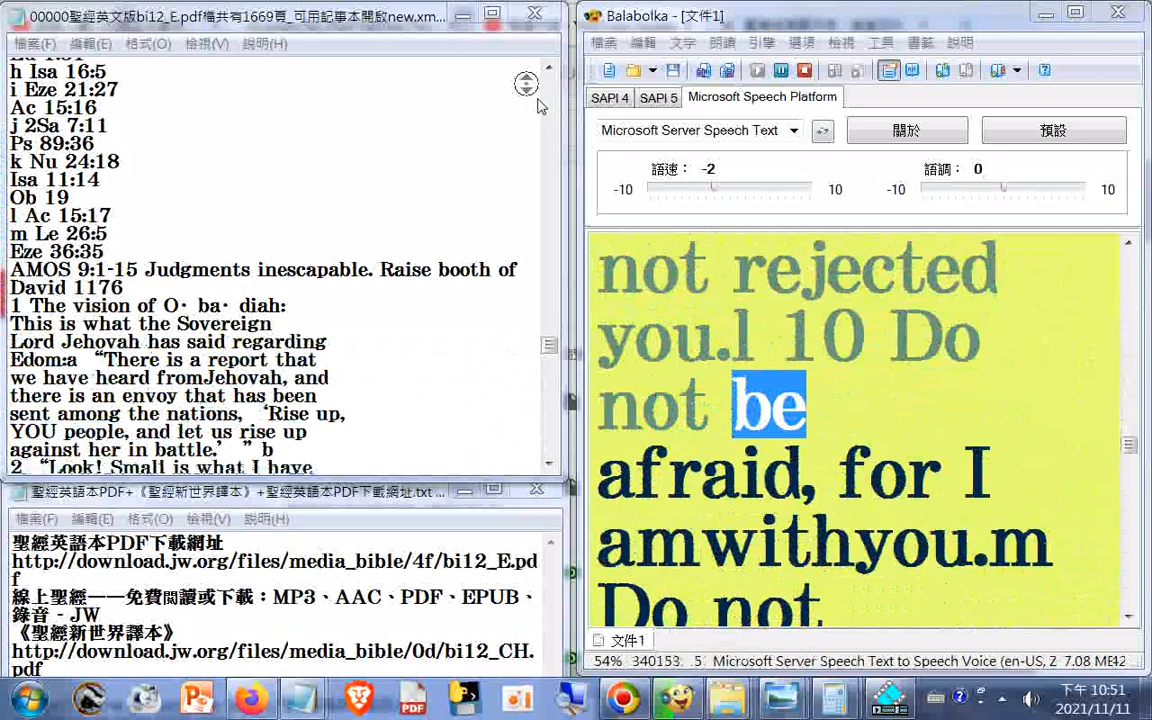 00000聖經英文版bi12_E.pdf檔共有1669頁_可用記事本開啟new.xm...
檔案(F) 編輯(E) 格式(O) 檢視(V) 說明(H)
h Isa 16:5
i Eze 21:27
Ac 15:16
j 2Sa 7:11
Ps 89:36
k Nu 24:18
Isa 11:14
Ob 19
l Ac 15:17
m Le 26:5
Eze 36:35
AMOS 9:1-15 Judgments inescapable. Raise booth of
David 1176
1 The vision of O· ba· diah:
This is what the Sovereign
Lord Jehovah has said regarding
Edom:a “There is a report that
we have heard fromJehovah, and
there is an envoy that has been
sent among the nations, ‘Rise up,
YOU people, and let us rise up
against her in battle.’ ”b
2 “Look! Small is what I have
聖經英語本PDF+《聖經新世界譯本》+聖經英語本PDF下載網址.txt ...
檔案(F) 編輯(E) 格式(O) 檢視(V) 說明(H)
聖經英語本PDF下載網址
http://download.jw.org/files/media_bible/4f/bi12_E.pd
f
線上聖經——免費閱讀或下載：MP3、AAC、PDF、EPUB、
錄音 - JW
《聖經新世界譯本》
http://download.jw.org/files/media_bible/0d/bi12_CH.
pdf
Balabolka - [文件1]
檔案 編輯 文字 朗讀 引擎 選項 檢視 工具 書籤 說明
SAPI 4 SAPI 5 Microsoft Speech Platform
Microsoft Server Speech Text 關於 預設
語速： -2 語調： 0
-10 10 -10 10
not rejected
you.l 10 Do
not be
afraid, for I
amwithyou.m
Do not
文件1
54% 340153 : 5 Microsoft Server Speech Text to Speech Voice (en-US, Z 7.08 ME42
下午 10:51
2021/11/11